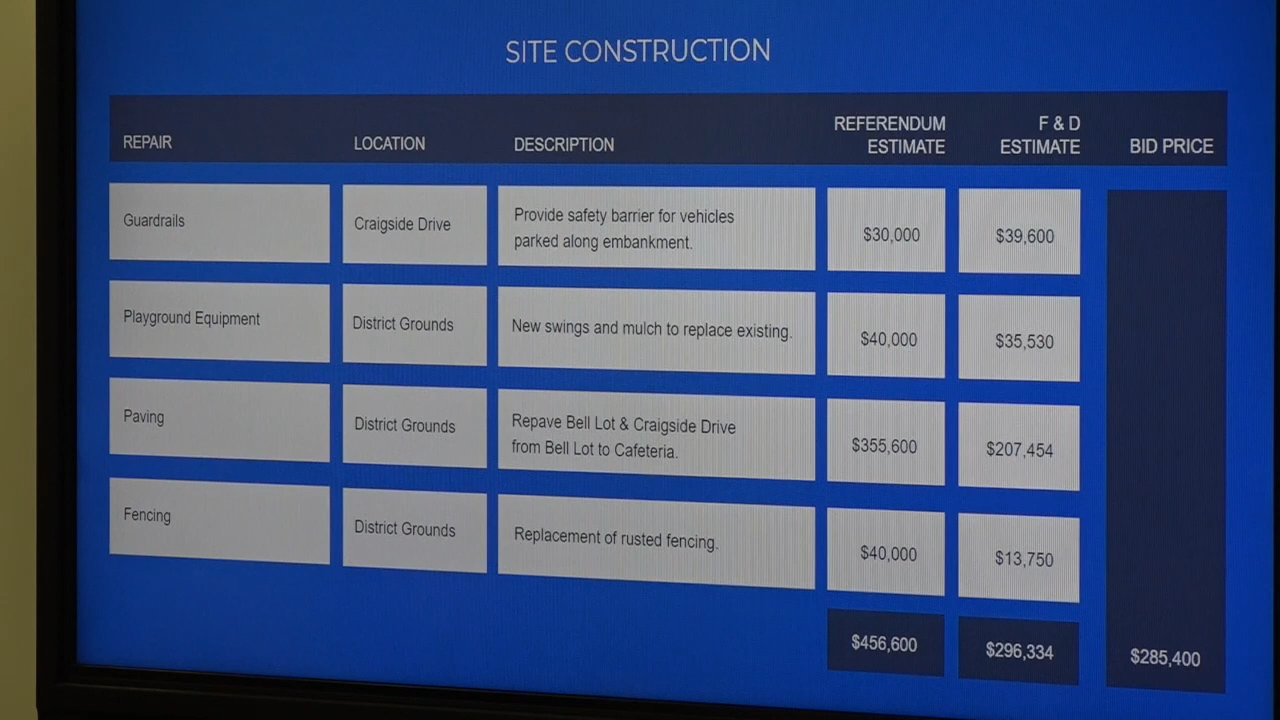 SITE CONSTRUCTION
REPAIR LOCATION DESCRIPTION REFERENDUM ESTIMATE F & D ESTIMATE BID PRICE
Guardrails
Craigside Drive
Provide safety barrier for vehicles
parked along embankment.
$30,000
$39,600
Playground Equipment
District Grounds
New swings and mulch to replace existing.
$40,000
$35,530
Paving
District Grounds
Repave Bell Lot & Craigside Drive
from Bell Lot to Cafeteria.
$355,600
$207,454
Fencing
District Grounds
Replacement of rusted fencing.
$40,000
$13,750
$456,600
$296,334
$285,400